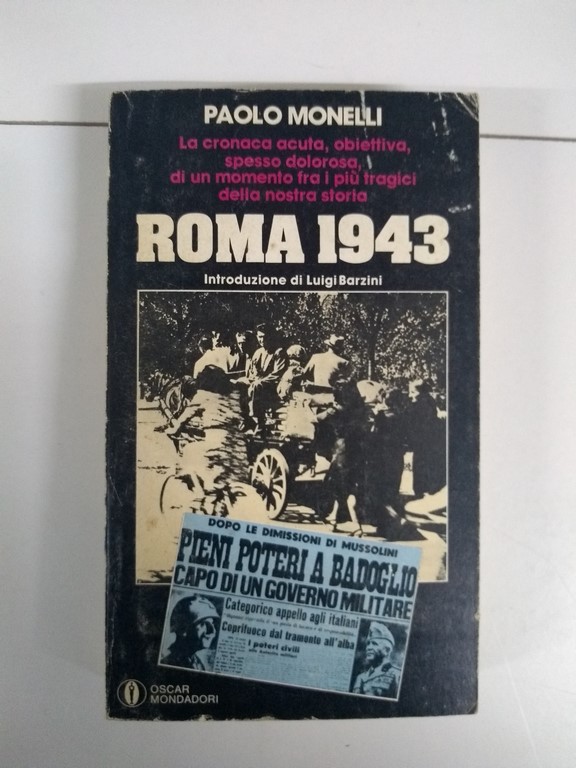 PAOLO MONELLI
La cronaca acuta, obiettiva,
spesso dolorosa,
di un momento fra i più tragici
della nostra storia
ROMA 1943
Introduzione di Luigi Barzini
DOPO LE DIMISSIONI DI MUSSOLINI
PIENI POTERI A BADOGLIO
CAPO DI UN GOVERNO MILITARE
Categorico appello agli italiani
Coprifuoco dal tramonto all'alba
I poteri civili
OSCAR
MONDADORI